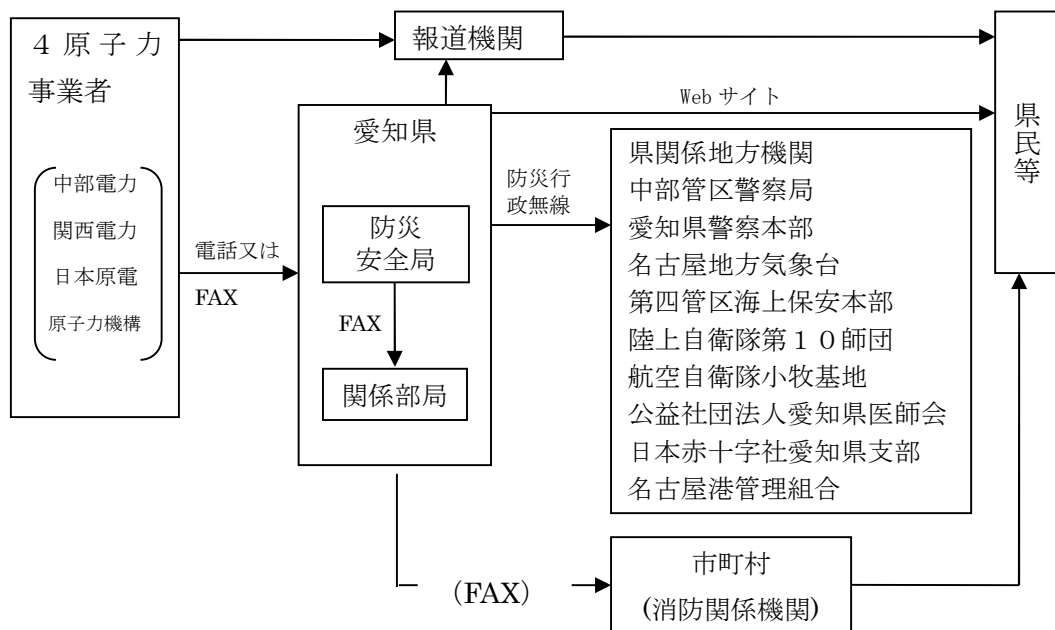 ４原子力
事業者
中部電力
関西電力
日本原電
原子力機構
電話又は
FAX
報道機関
愛知県
防災
安全局
FAX
関係部局
Webサイト
防災行
政無線
県関係地方機関
中部管区警察局
愛知県警察本部
名古屋地方気象台
第四管区海上保安本部
陸上自衛隊第１０師団
航空自衛隊小牧基地
公益社団法人愛知県医師会
日本赤十字社愛知県支部
名古屋港管理組合
(FAX)
市町村
(消防関係機関)
県民等